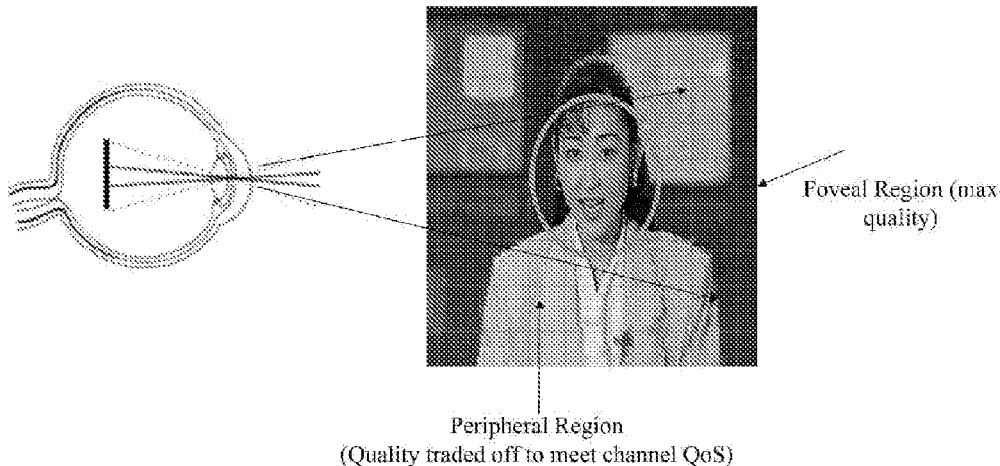 Foveal Region (max
quality)
Peripheral Region
(Quality traded off to meet channel QoS)